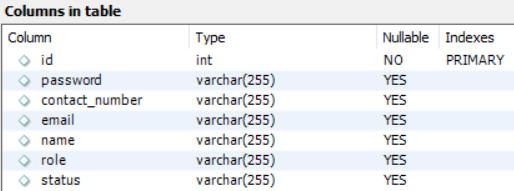 Columns in table
Column Type Nullable Indexes
id int NO PRIMARY
password varchar(255) YES
contact_number varchar(255) YES
email varchar(255) YES
name varchar(255) YES
role varchar(255) YES
status varchar(255) YES